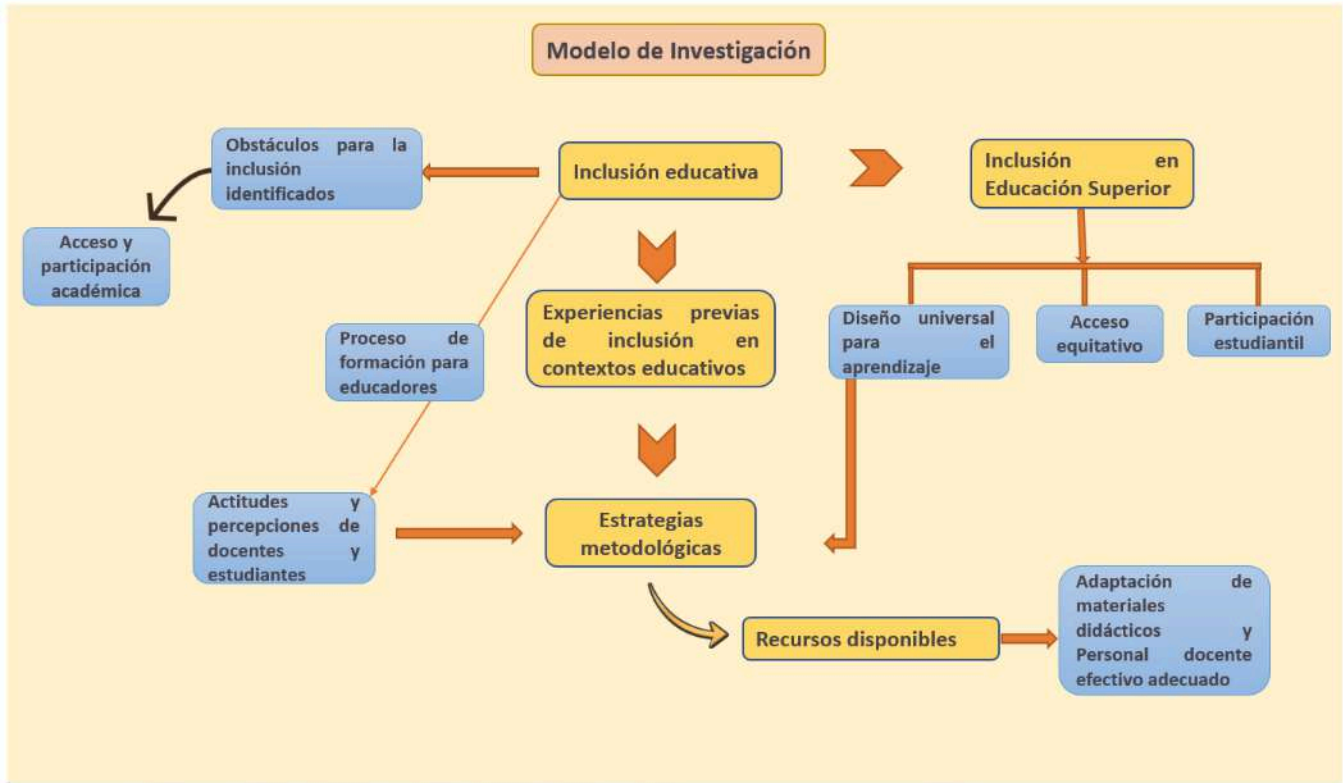 Modelo de Investigación
Obstáculos para la
inclusión
identificados
Inclusión educativa
Inclusión en
Educación Superior
Acceso y
participación
académica
Experiencias previas
de inclusión en
contextos educativos
Diseño universal
para el
aprendizaje
Acceso
equitativo
Participación
estudiantil
Proceso de
formación para
educadores
Actitudes y
percepciones de
docentes y
estudiantes
Estrategias
metodológicas
Recursos disponibles
Adaptación de
materiales
didácticos y
Personal docente
efectivo adecuado